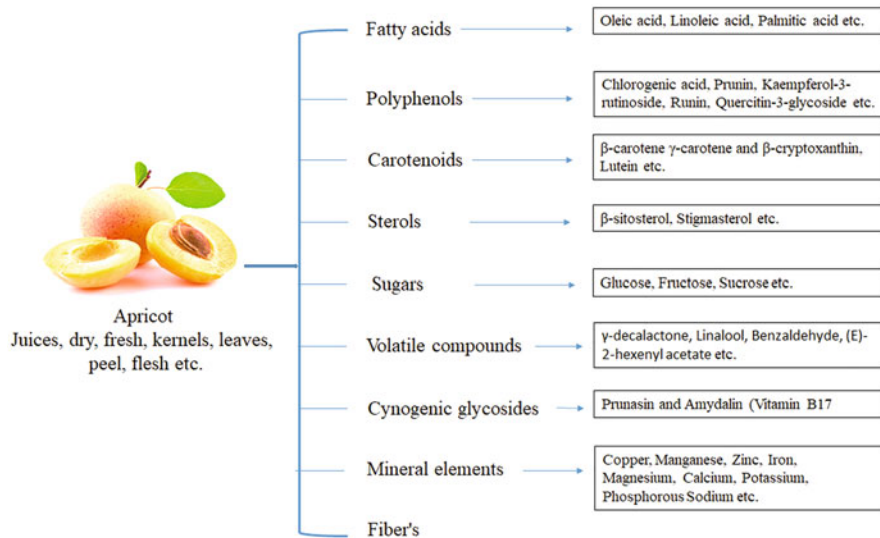 Fatty acids
Oleic acid, Linoleic acid, Palmitic acid etc.
Polyphenols
Chlorogenic acid, Prunin, Kaempferol-3-
rutinoside, Runin, Quercitin-3-glycoside etc.
Carotenoids
β-carotene γ-carotene and β-cryptoxanthin,
Lutein etc.
Sterols
β-sitosterol, Stigmasterol etc.
Sugars
Glucose, Fructose, Sucrose etc.
Apricot
Juices, dry, fresh, kernels, leaves,
peel, flesh etc.
Volatile compounds
γ-decalactone, Linalool, Benzaldehyde, (E)-
2-hexenyl acetate etc.
Cynogenic glycosides
Prunasin and Amydalin (Vitamin B17
Mineral elements
Copper, Manganese, Zinc, Iron,
Magnesium, Calcium, Potassium,
Phosphorous Sodium etc.
Fiber's